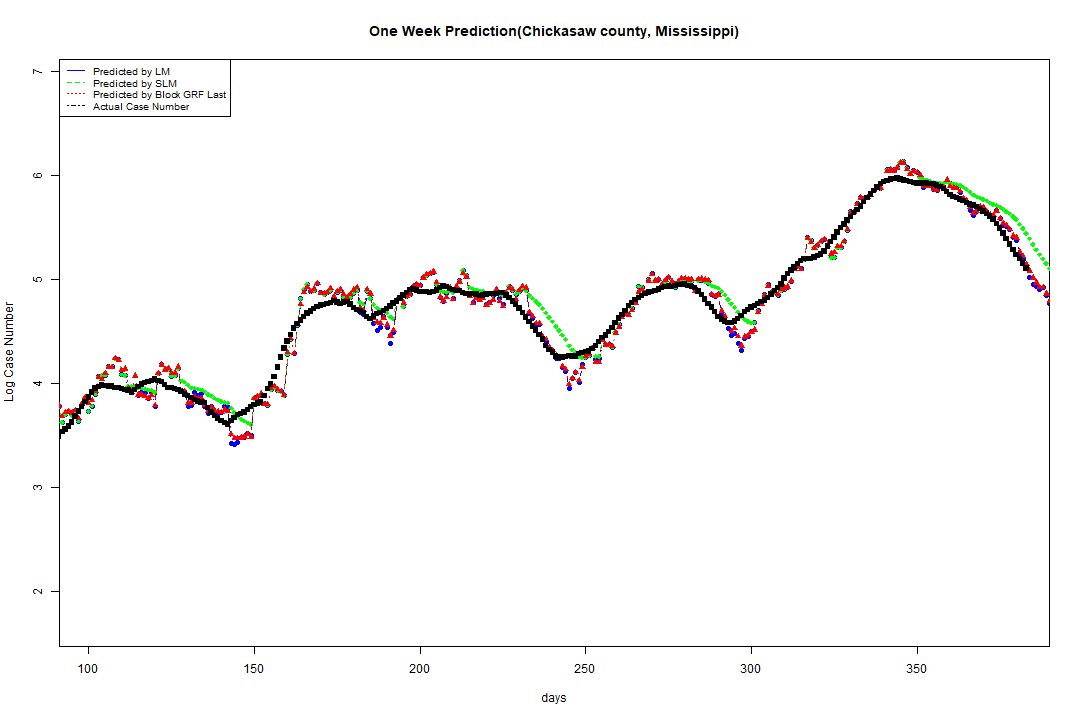 One Week Prediction(Chickasaw county, Mississippi)
Predicted by LM
Predicted by SLM
Predicted by Block GRF Last
Actual Case Number
Log Case Number
7
6
5
4
3
2
100 150 200 250 300 350
days